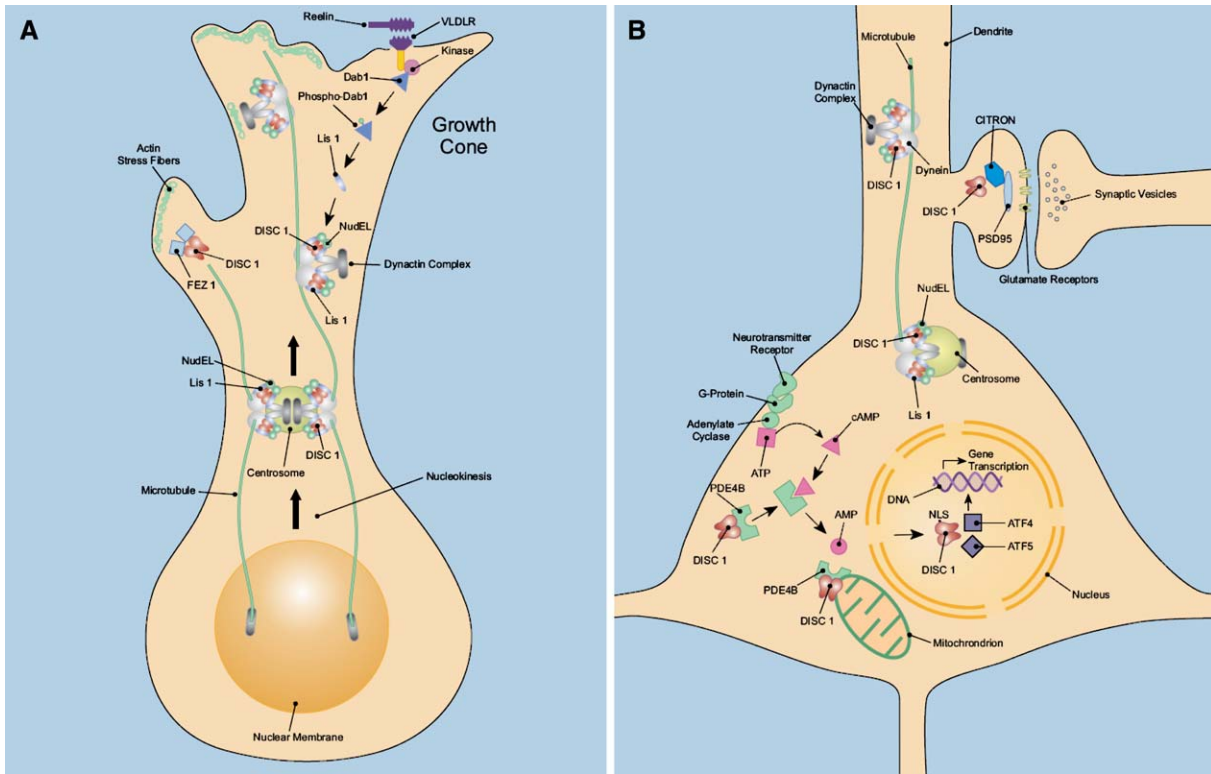 A
Reelin
VLDLR
Kinase
Dab1
Phospho-Dab1
Growth
Cone
Lis 1
Actin
Stress Fibers
DISC 1
NudEL
DISC 1
Dynactin Complex
FEZ 1
Lis 1
NudEL
Lis 1
DISC 1
Centrosome
Nucleokinesis
Microtubule
Nuclear Membrane
B
Dendrite
Microtubule
Dynactin
Complex
CITRON
Dynein
DISC 1
DISC 1
Synaptic Vesicles
PSD95
Glutamate Receptors
NudEL
Neurotransmitter
Receptor
DISC 1
G-Protein
Centrosome
Lis 1
Adenylate
Cyclase
cAMP
ATP
Gene
Transcription
PDE4B
DNA
AMP
NLS
ATF4
ATF5
DISC 1
DISC 1
PDE4B
Nucleus
DISC 1
Mitochrondrion